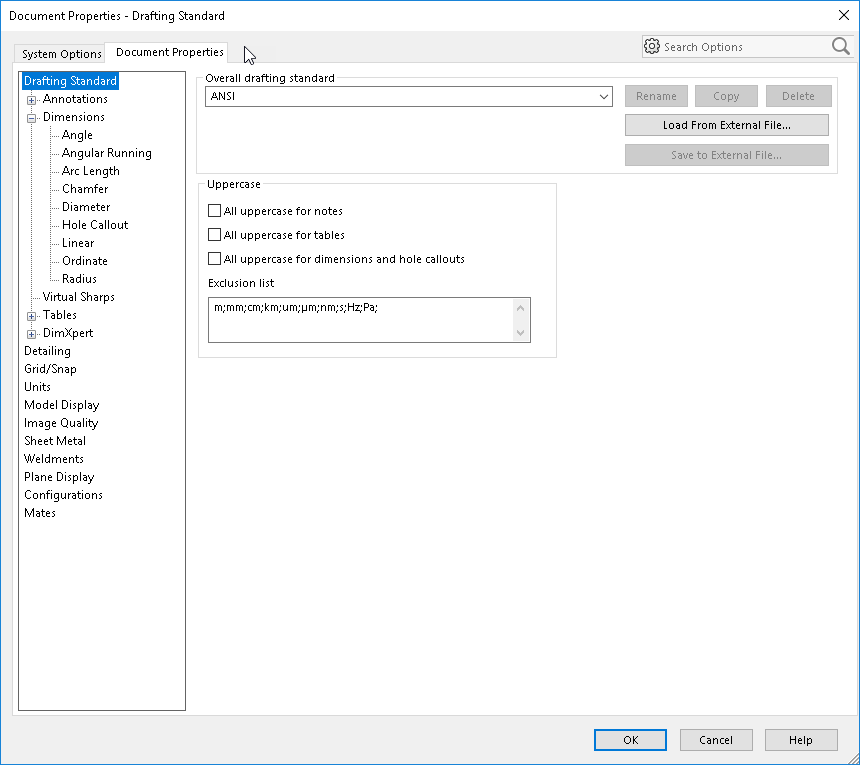 Document Properties - Drafting Standard
System Options
Document Properties
Search Options
Drafting Standard
Annotations
Dimensions
Angle
Angular Running
Arc Length
Chamfer
Diameter
Hole Callout
Linear
Ordinate
Radius
Virtual Sharps
Tables
DimXpert
Detailing
Grid/Snap
Units
Model Display
Image Quality
Sheet Metal
Weldments
Plane Display
Configurations
Mates
Overall drafting standard
ANSI
Rename
Copy
Delete
Load From External File...
Save to External File...
Uppercase
All uppercase for notes
All uppercase for tables
All uppercase for dimensions and hole callouts
Exclusion list
m;mm;cm;km;um;µm;nm;s;Hz;Pa;
OK
Cancel
Help